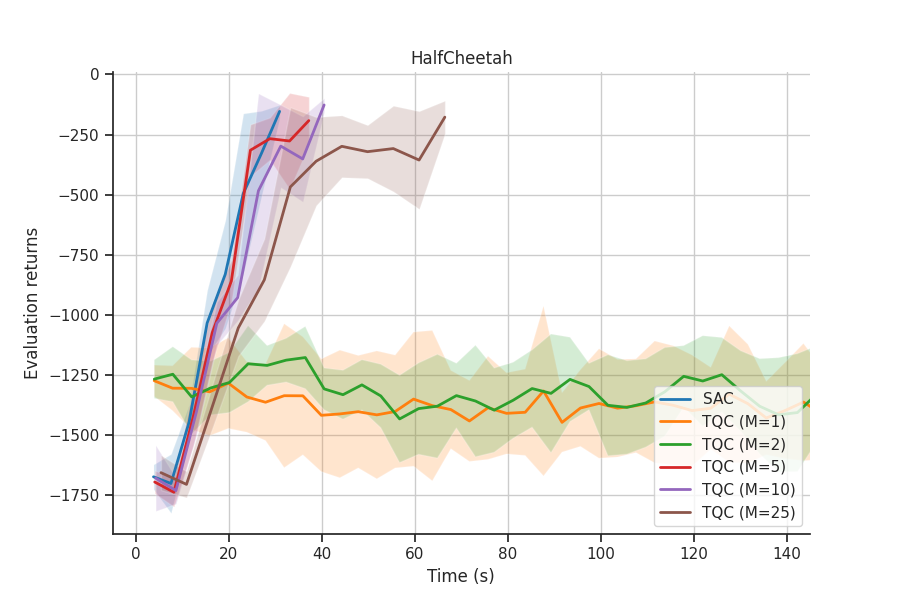 HalfCheetah
Evaluation returns
0
−250
−500
−750
−1000
−1250
−1500
−1750
0 20 40 60 80 100 120 140
Time (s)
SAC
TQC (M=1)
TQC (M=2)
TQC (M=5)
TQC (M=10)
TQC (M=25)